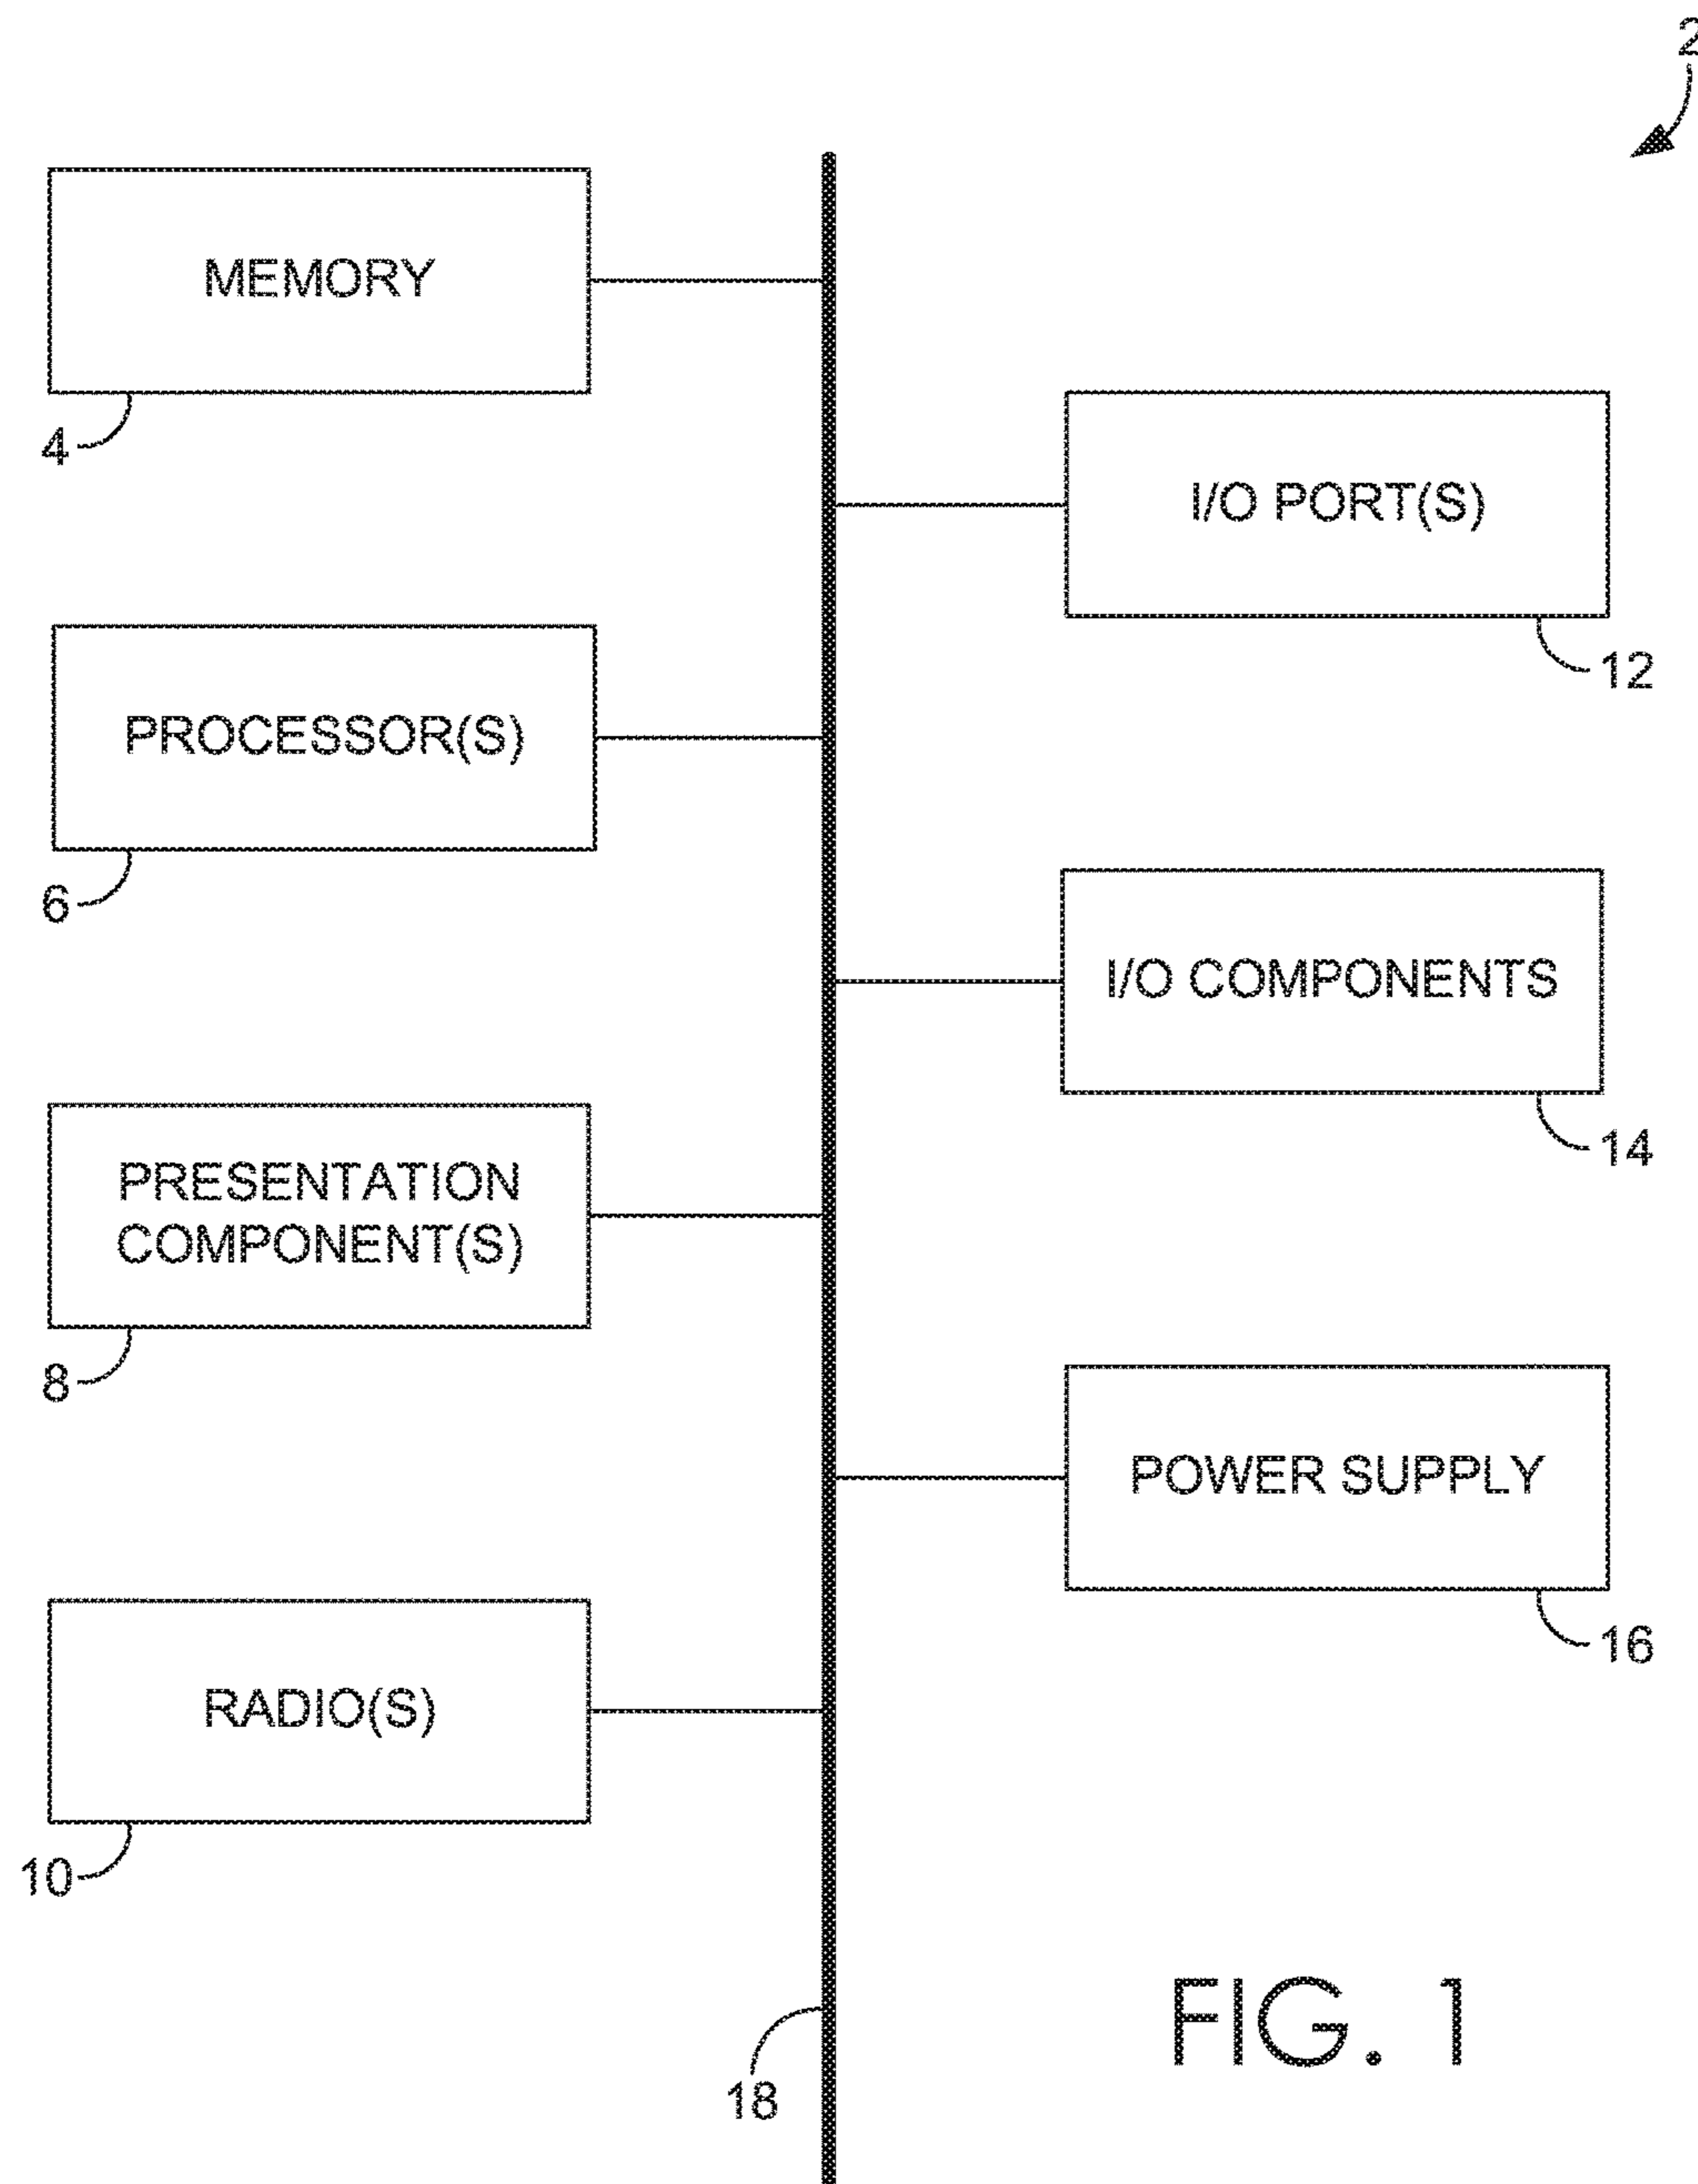 2
MEMORY
4
I/O PORT(S)
12
PROCESSOR(S)
6
I/O COMPONENTS
14
PRESENTATION
COMPONENT(S)
8
POWER SUPPLY
16
RADIO(S)
10
18
FIG. 1